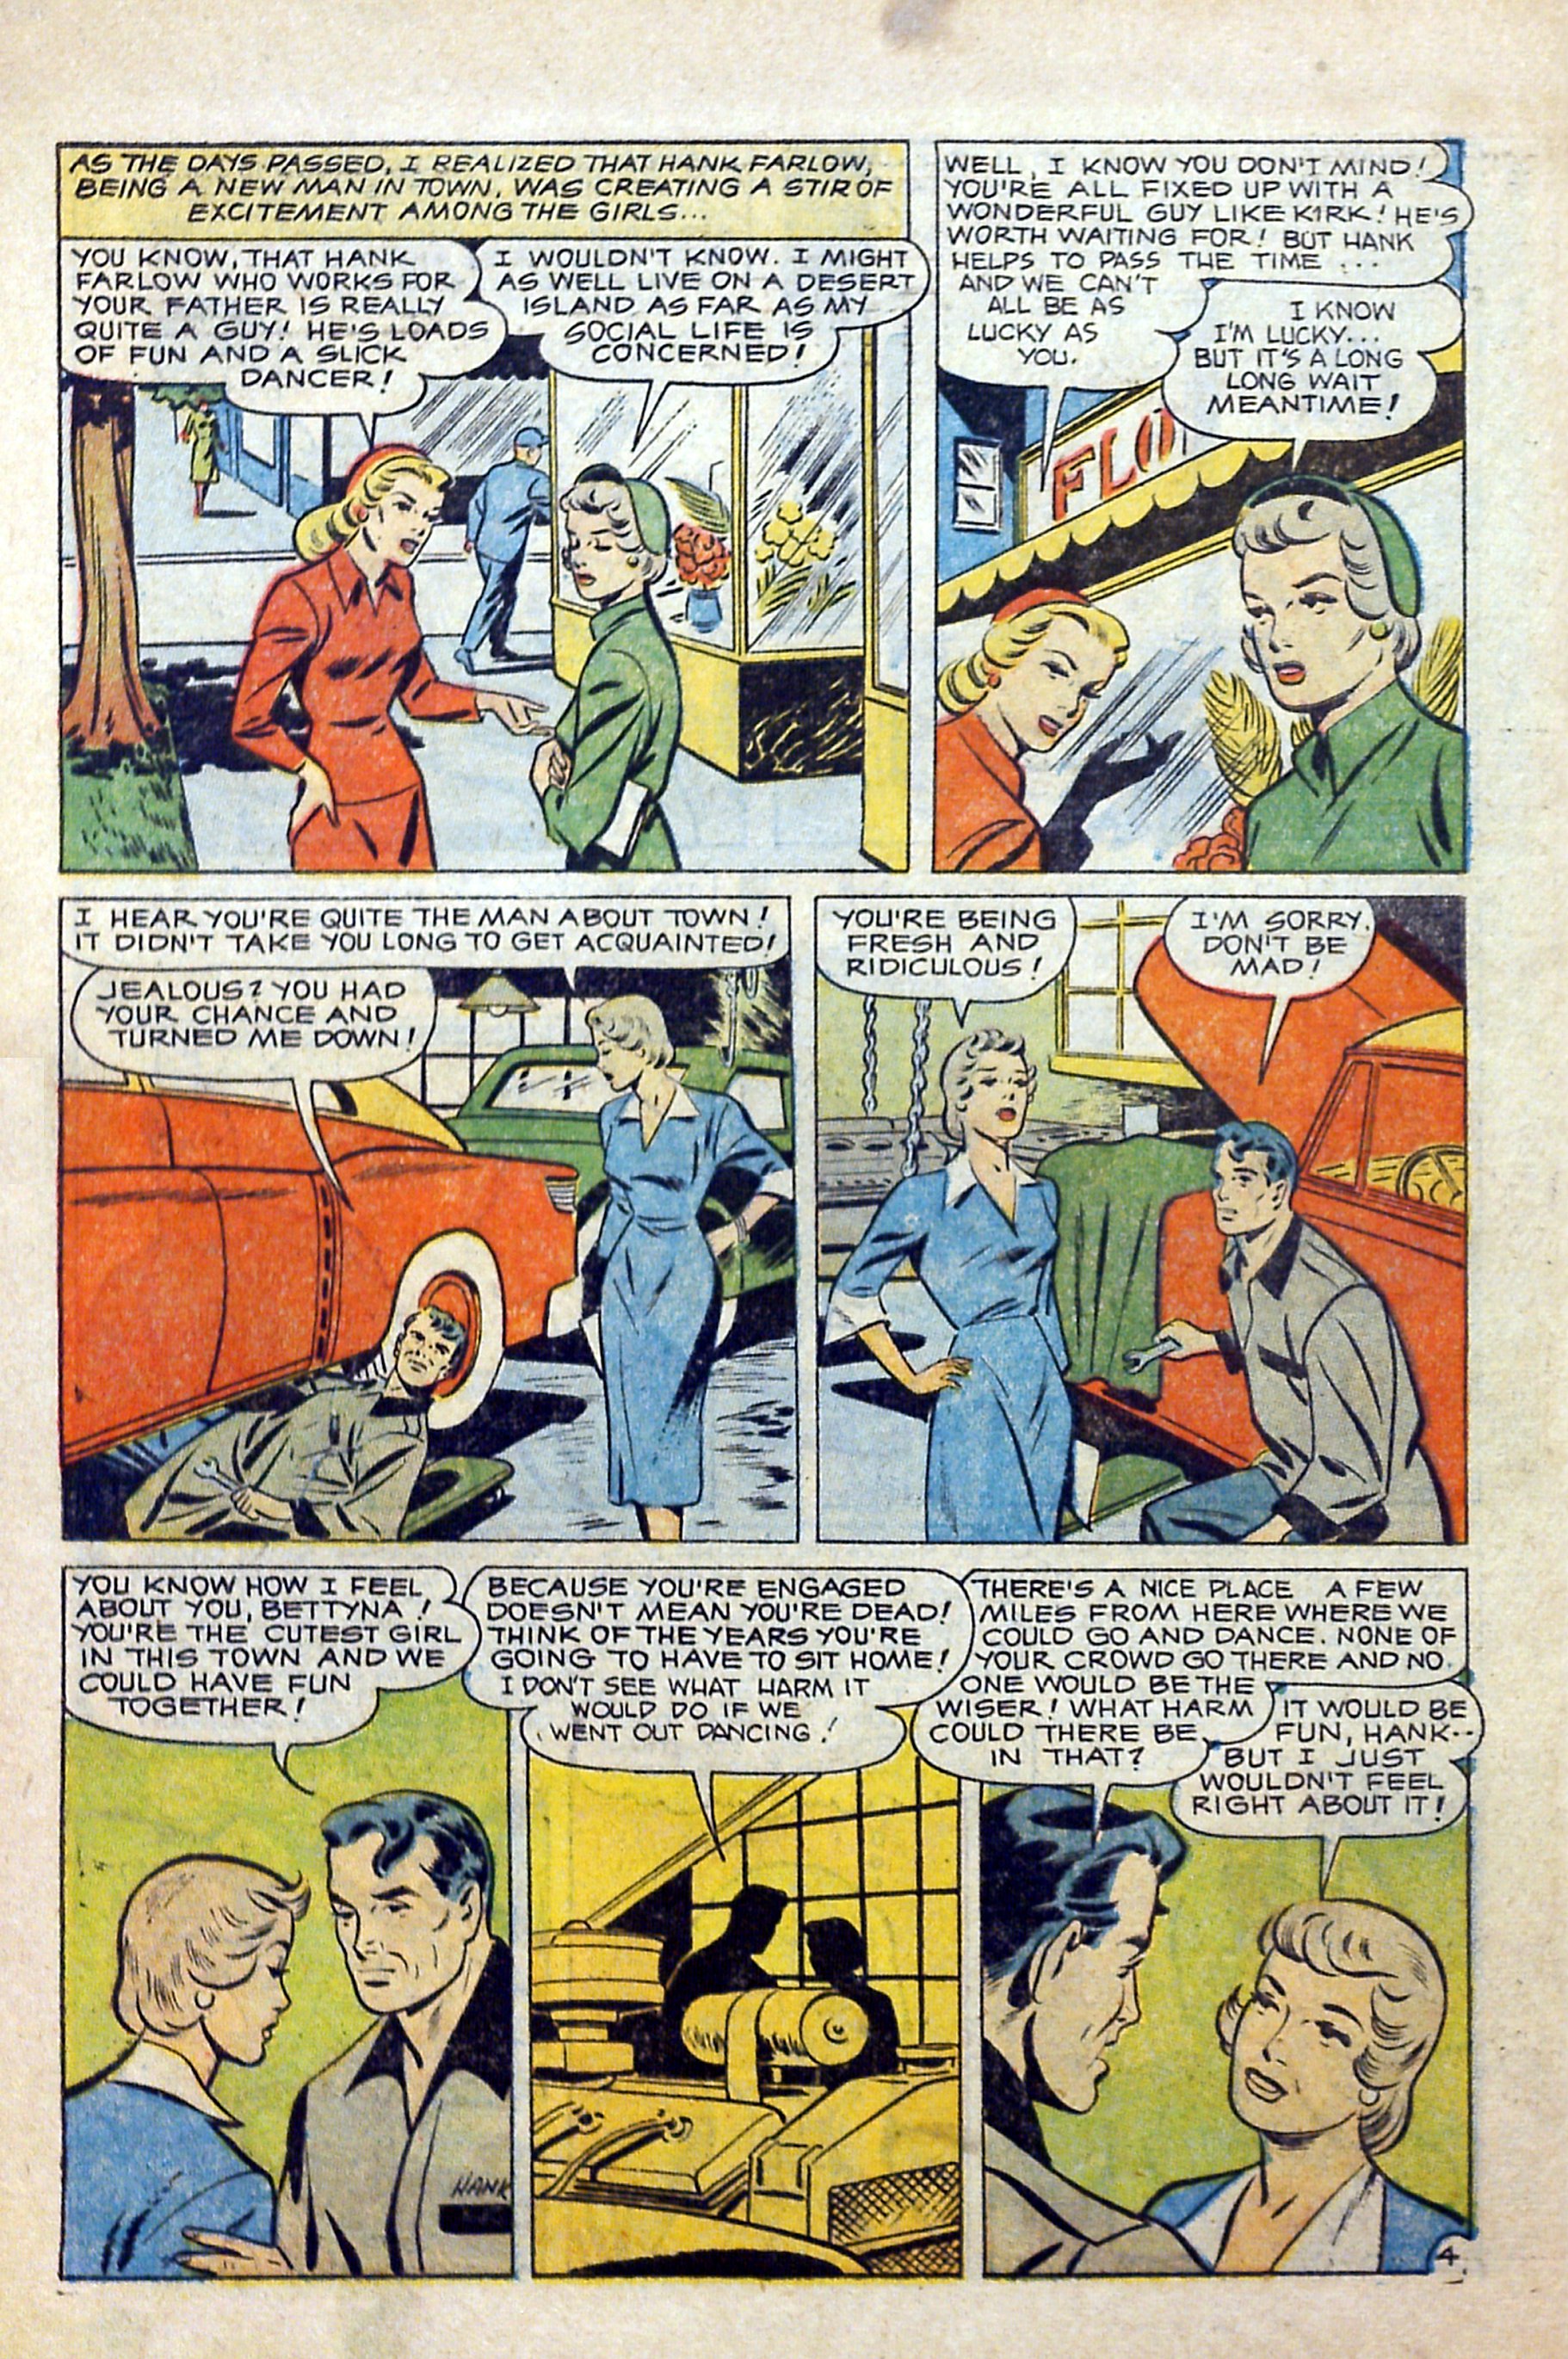 AS THE DAYS PASSED, I REALIZED THAT HANK FARLOW,
BEING A NEW MAN IN TOWN, WAS CREATING A STIR OF
EXCITEMENT AMONG THE GIRLS...
YOU KNOW, THAT HANK
FARLOW WHO WORKS FOR
YOUR FATHER IS REALLY
QUITE A GUY! HE'S LOADS
OF FUN AND A SLICK
DANCER!
I WOULDN'T KNOW. I MIGHT
AS WELL LIVE ON A DESERT
ISLAND AS FAR AS MY
SOCIAL LIFE IS
CONCERNED!
WELL, I KNOW YOU DON'T MIND!
YOU'RE ALL FIXED UP WITH A
WONDERFUL GUY LIKE KIRK! HE'S
WORTH WAITING FOR! BUT HANK
HELPS TO PASS THE TIME ...
AND WE CAN'T
ALL BE AS
LUCKY AS
YOU.
I KNOW
I'M LUCKY...
BUT IT'S A LONG
LONG WAIT
MEANTIME!
FLO
I HEAR YOU'RE QUITE THE MAN ABOUT TOWN!
IT DIDN'T TAKE YOU LONG TO GET ACQUAINTED!
JEALOUS? YOU HAD
YOUR CHANCE AND
TURNED ME DOWN!
YOU'RE BEING
FRESH AND
RIDICULOUS!
I'M SORRY.
DON'T BE
MAD!
YOU KNOW HOW I FEEL
ABOUT YOU, BETTYNA!
YOU'RE THE CUTEST GIRL
IN THIS TOWN AND WE
COULD HAVE FUN
TOGETHER!
HANK
BECAUSE YOU'RE ENGAGED
DOESN'T MEAN YOU'RE DEAD!
THINK OF THE YEARS YOU'RE
GOING TO HAVE TO SIT HOME!
I DON'T SEE WHAT HARM IT
WOULD DO IF WE
WENT OUT DANCING!
THERE'S A NICE PLACE A FEW
MILES FROM HERE WHERE WE
COULD GO AND DANCE. NONE OF
YOUR CROWD GO THERE AND NO
ONE WOULD BE THE
WISER! WHAT HARM
COULD THERE BE
IN THAT?
IT WOULD BE
FUN, HANK--
BUT I JUST
WOULDN'T FEEL
RIGHT ABOUT IT!
4